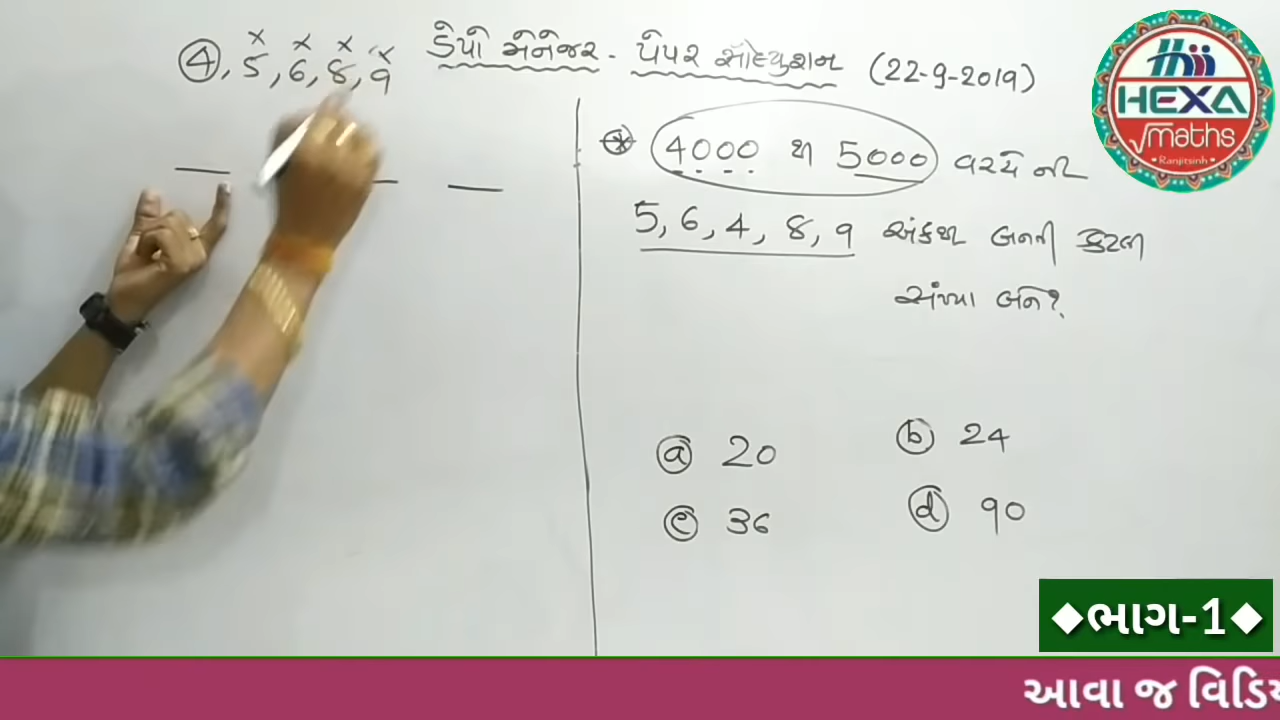 4, 5, 6, 8, 9
x x x x
ડેપો મેનેજર - પેપર સોલ્યુશન (22-9-2019)
4000 થી 5000 વચ્ચે ની
5, 6, 4, 8, 9 અંકથી બનતી કેટલી
સંખ્યા બને?
a 20
b 24
c 36
d 90
HEXA
maths
Ranjitsinh
◆ભાગ-1◆
આવા જ